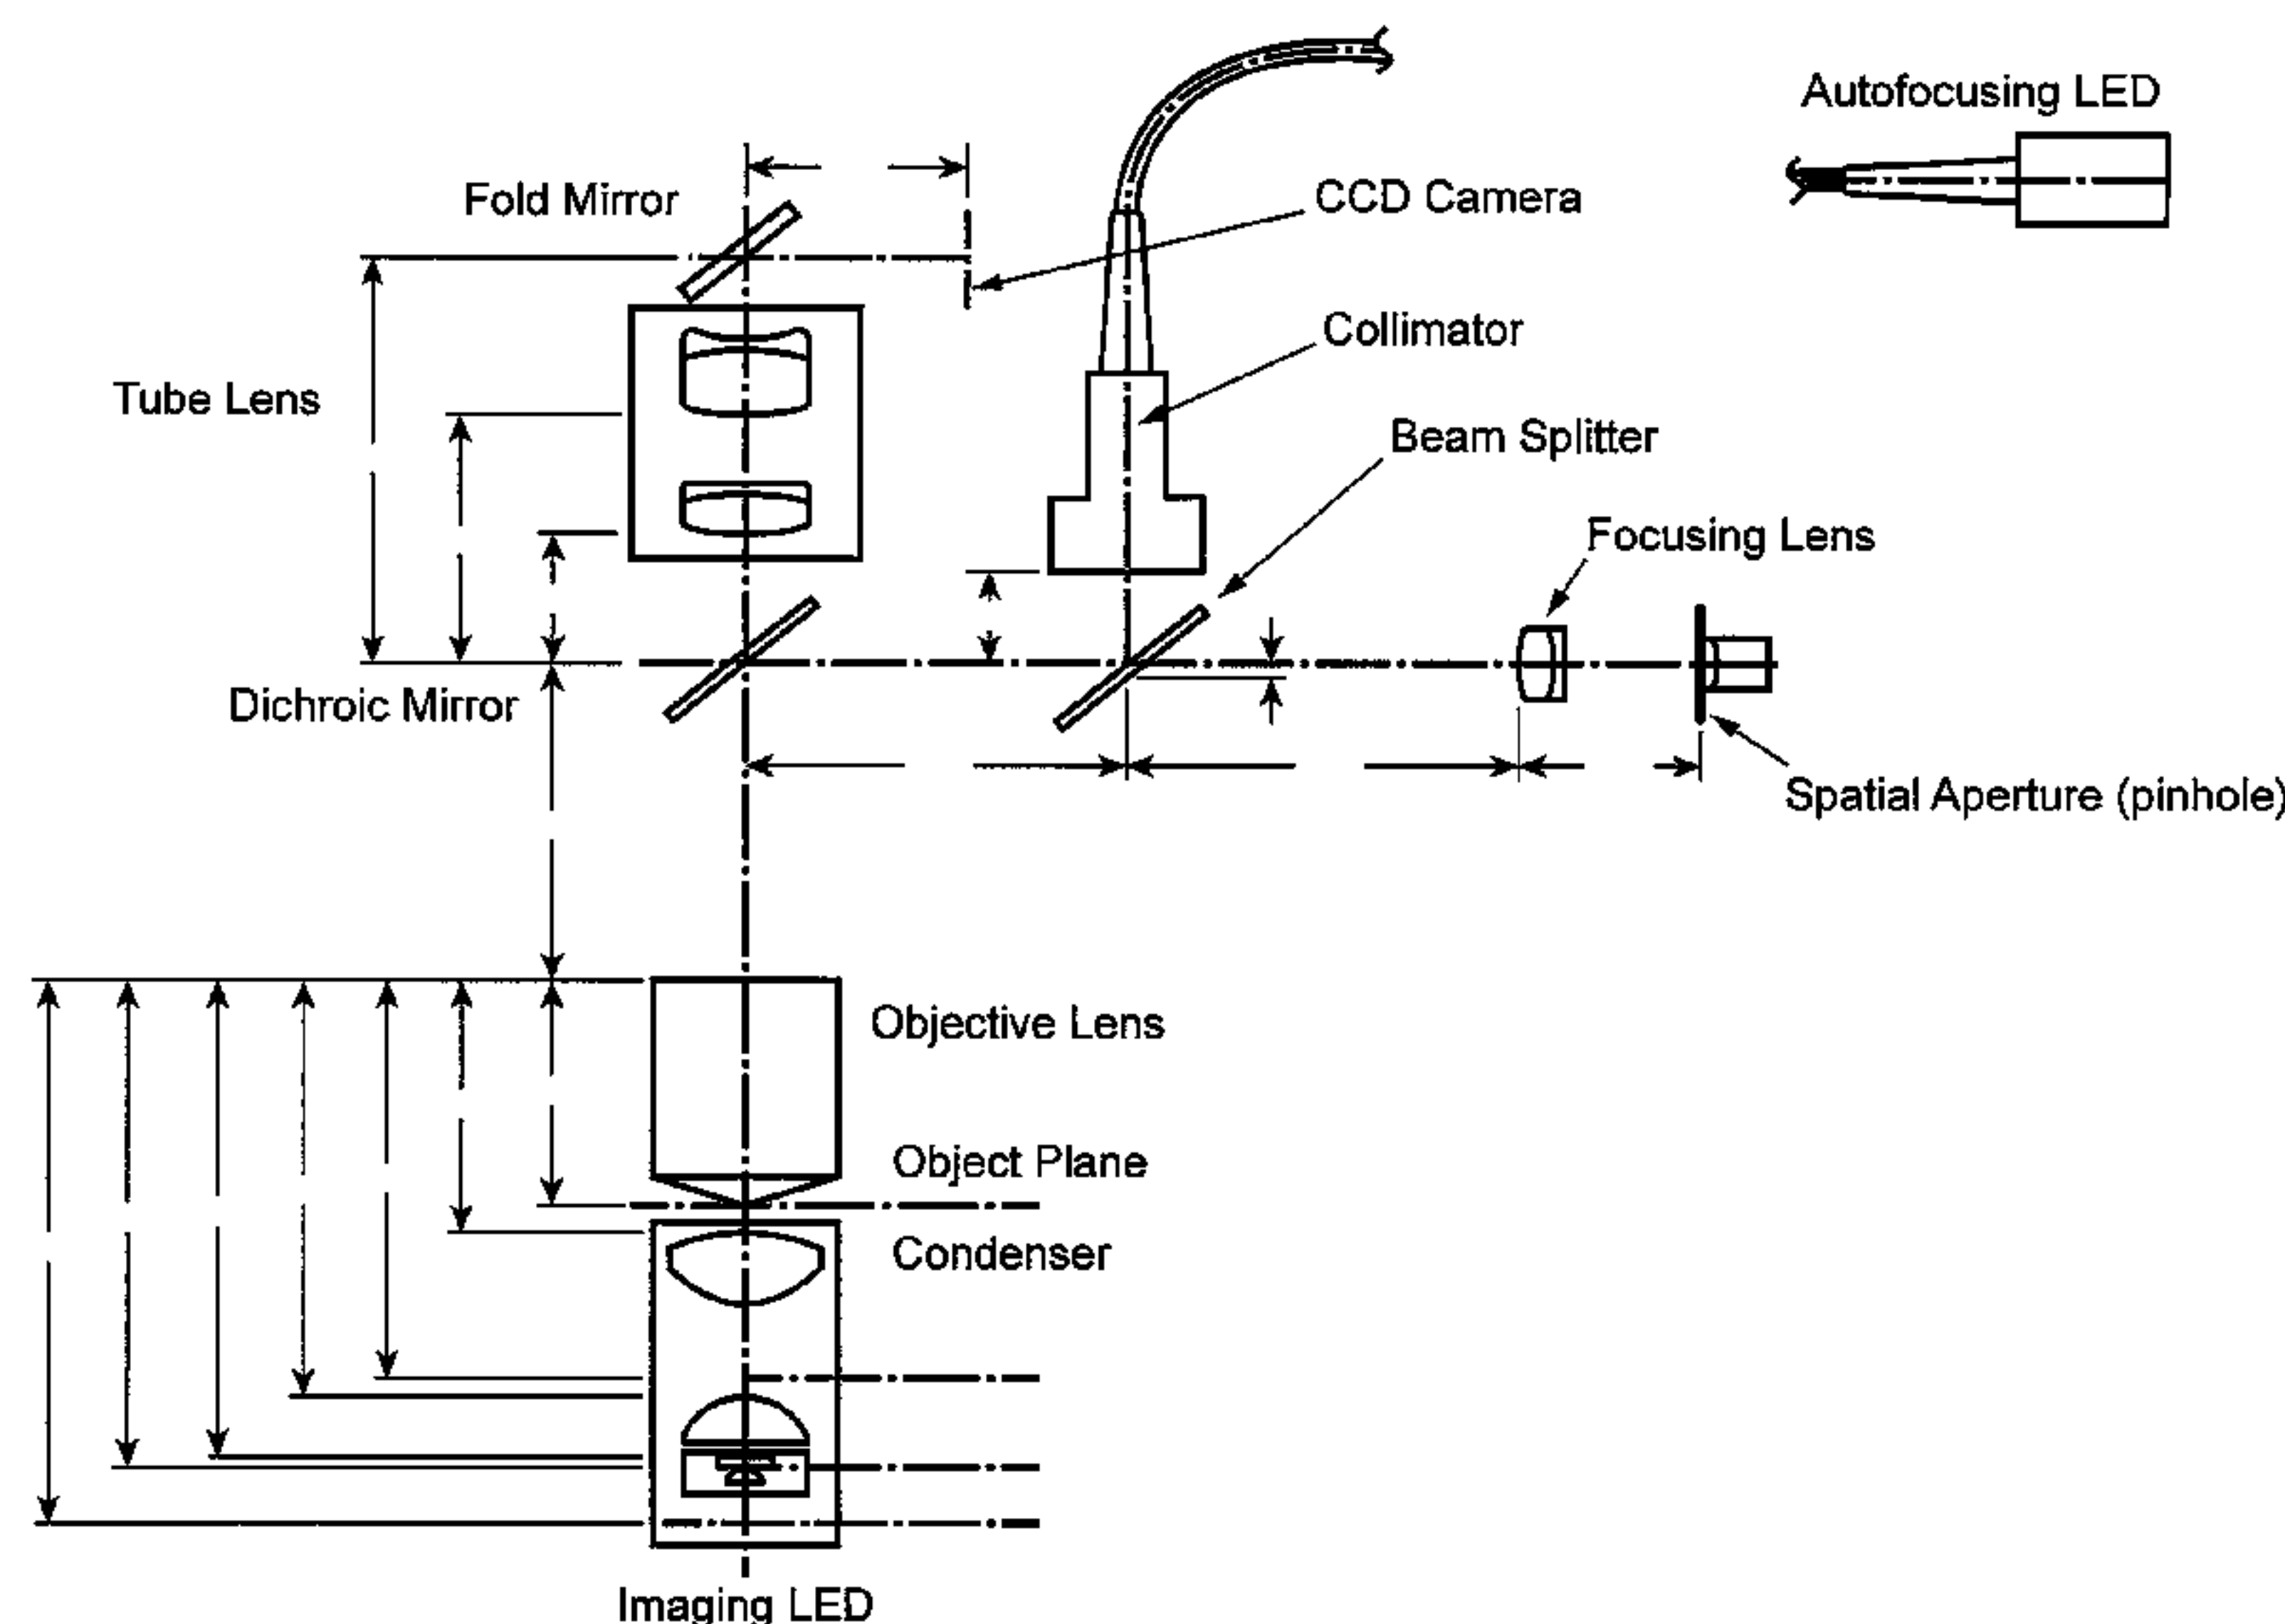 Autofocusing LED
Fold Mirror
CCD Camera
Collimator
Tube Lens
Beam Splitter
Focusing Lens
Dichroic Mirror
Spatial Aperture (pinhole)
Objective Lens
Object Plane
Condenser
Imaging LED